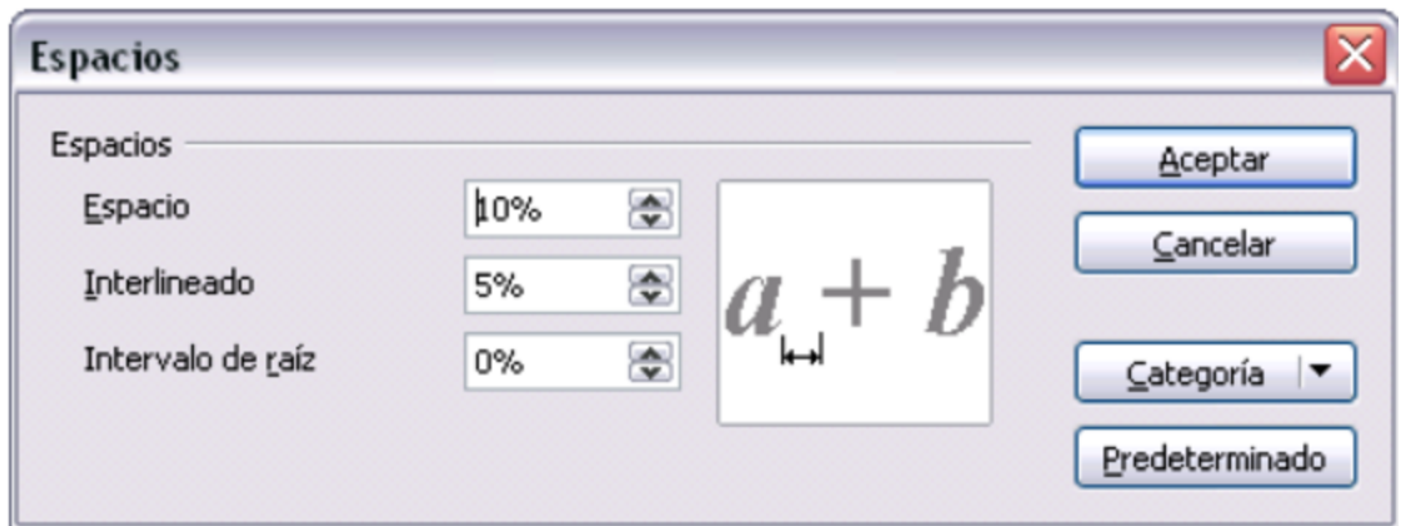 Espacios
Espacios
Espacio 10%
Interlineado 5%
Intervalo de raíz 0%
a + b
Aceptar
Cancelar
Categoría
Predeterminado